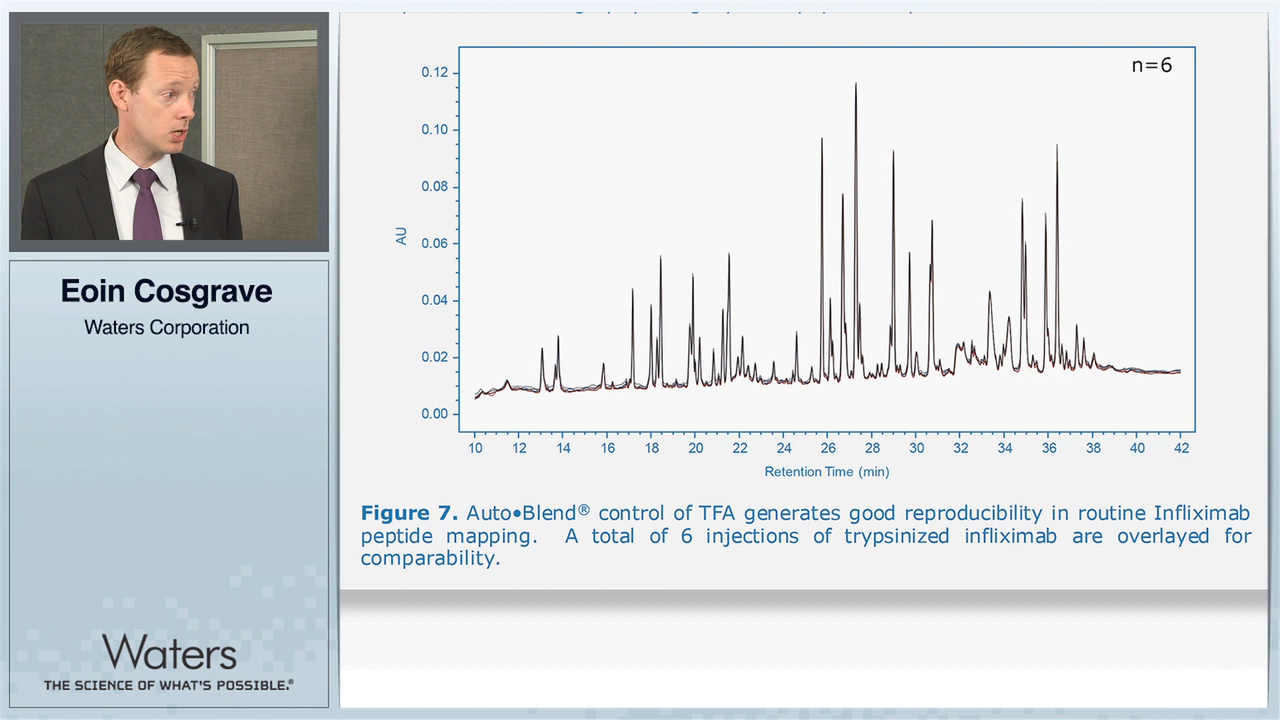 Eoin Cosgrave
Waters Corporation
Waters
THE SCIENCE OF WHAT'S POSSIBLE.®
n=6
0.12
0.10
0.08
0.06
0.04
0.02
0.00
AU
10 12 14 16 18 20 22 24 26 28 30 32 34 36 38 40 42
Retention Time (min)
Figure 7. Auto•Blend® control of TFA generates good reproducibility in routine Infliximab
peptide mapping. A total of 6 injections of trypsinized infliximab are overlayed for
comparability.